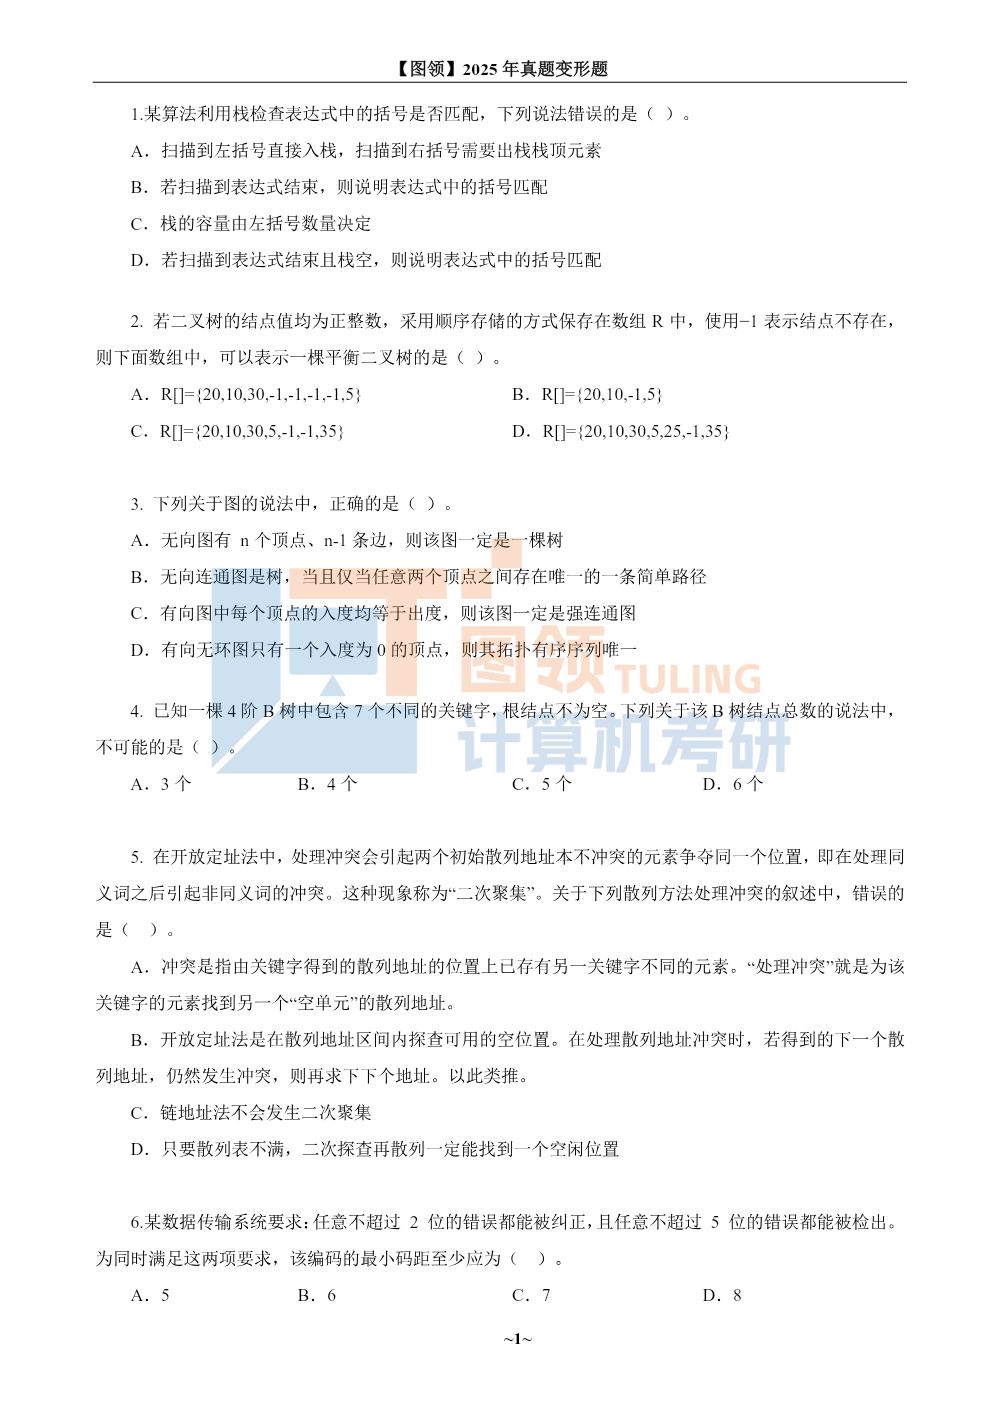 【图领】2025 年真题变形题
1.某算法利用栈检查表达式中的括号是否匹配，下列说法错误的是（ ）。
A．扫描到左括号直接入栈，扫描到右括号需要出栈栈顶元素
B．若扫描到表达式结束，则说明表达式中的括号匹配
C．栈的容量由左括号数量决定
D．若扫描到表达式结束且栈空，则说明表达式中的括号匹配
2. 若二叉树的结点值均为正整数，采用顺序存储的方式保存在数组 R 中，使用−1 表示结点不存在，
则下面数组中，可以表示一棵平衡二叉树的是（ ）。
A．R[]={20,10,30,-1,-1,-1,-1,5} B．R[]={20,10,-1,5}
C．R[]={20,10,30,5,-1,-1,35} D．R[]={20,10,30,5,25,-1,35}
3. 下列关于图的说法中，正确的是（ ）。
A．无向图有 n 个顶点、n-1 条边，则该图一定是一棵树
B．无向连通图是树，当且仅当任意两个顶点之间存在唯一的一条简单路径
C．有向图中每个顶点的入度均等于出度，则该图一定是强连通图
D．有向无环图只有一个入度为 0 的顶点，则其拓扑有序序列唯一
图领 TULING
4. 已知一棵 4 阶 B 树中包含 7 个不同的关键字，根结点不为空。下列关于该 B 树结点总数的说法中，
计算机考研
不可能的是（ ）。
A．3 个 B．4 个 C．5 个 D．6 个
5. 在开放定址法中，处理冲突会引起两个初始散列地址本不冲突的元素争夺同一个位置，即在处理同
义词之后引起非同义词的冲突。这种现象称为“二次聚集”。关于下列散列方法处理冲突的叙述中，错误的
是（ ）。
A．冲突是指由关键字得到的散列地址的位置上已存有另一关键字不同的元素。“处理冲突”就是为该
关键字的元素找到另一个“空单元”的散列地址。
B．开放定址法是在散列地址区间内探查可用的空位置。在处理散列地址冲突时，若得到的下一个散
列地址，仍然发生冲突，则再求下下个地址。以此类推。
C．链地址法不会发生二次聚集
D．只要散列表不满，二次探查再散列一定能找到一个空闲位置
6.某数据传输系统要求：任意不超过 2 位的错误都能被纠正，且任意不超过 5 位的错误都能被检出。
为同时满足这两项要求，该编码的最小码距至少应为（ ）。
A．5 B．6 C．7 D．8
~1~